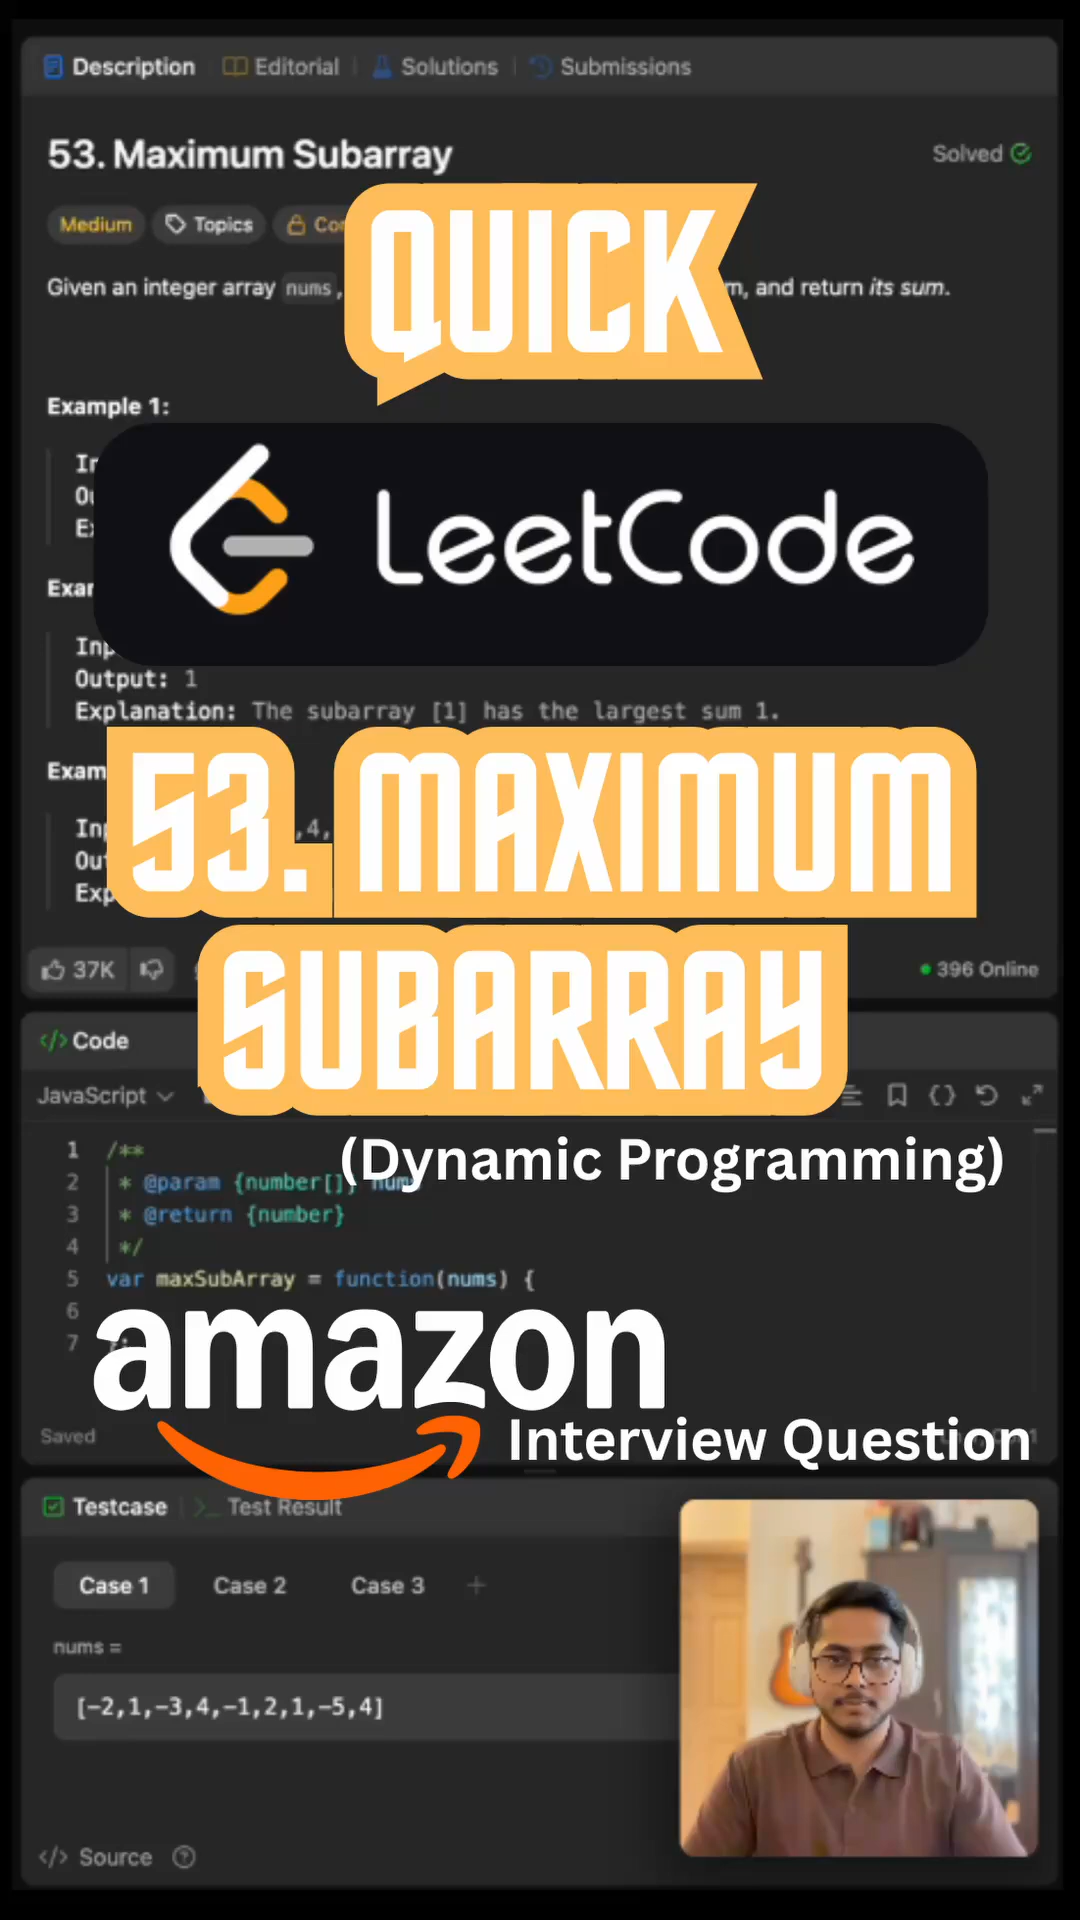 Description Editorial Solutions Submissions
53. Maximum Subarray Solved
Medium Topics
QUICK
Given an integer array nums, and return its sum.
Example 1:
LeetCode
Output: 1
Explanation: The subarray [1] has the largest sum 1.
53. MAXIMUM
SUBARRAY
37K 396 Online
</> Code
JavaScript
(Dynamic Programming)
1 /**
2 * @param {number[]} nums
3 * @return {number}
4 */
5 var maxSubArray = function(nums) {
6
7
amazon
Saved
Interview Question
Testcase >_ Test Result
Case 1 Case 2 Case 3 +
nums =
[-2,1,-3,4,-1,2,1,-5,4]
</> Source ?